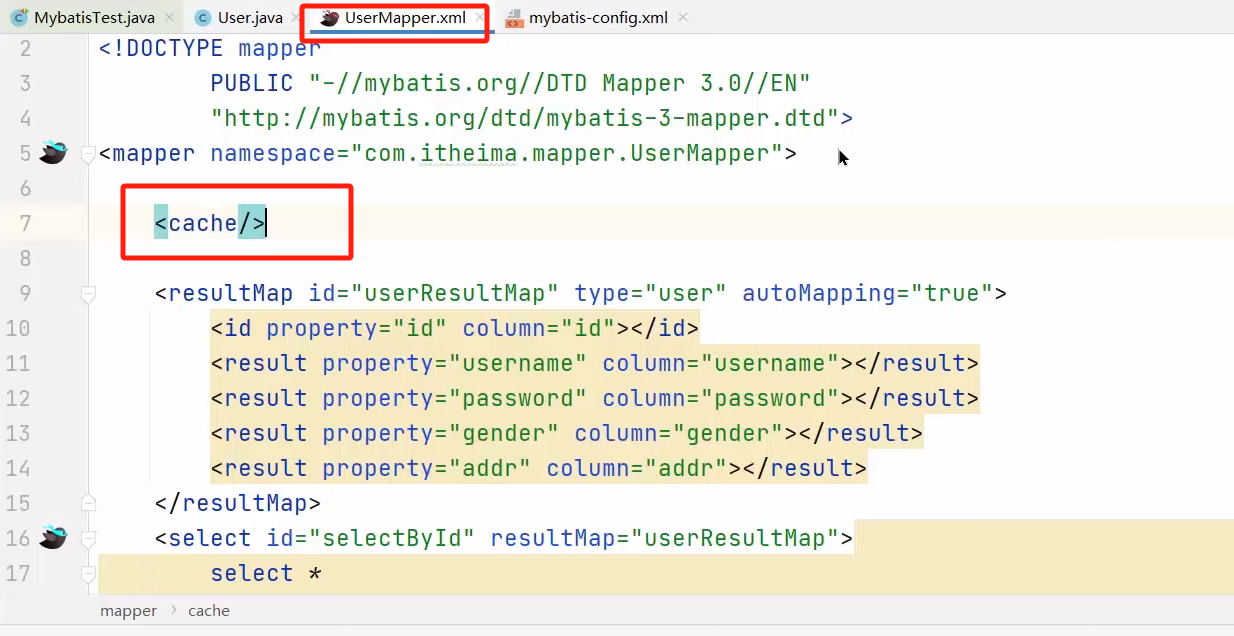 MybatisTest.java User.java UserMapper.xml mybatis-config.xml
2 <!DOCTYPE mapper
3 PUBLIC "-//mybatis.org//DTD Mapper 3.0//EN"
4 "http://mybatis.org/dtd/mybatis-3-mapper.dtd">
5 <mapper namespace="com.itheima.mapper.UserMapper">
6
7 <cache/>
8
9 <resultMap id="userResultMap" type="user" autoMapping="true">
10 <id property="id" column="id"></id>
11 <result property="username" column="username"></result>
12 <result property="password" column="password"></result>
13 <result property="gender" column="gender"></result>
14 <result property="addr" column="addr"></result>
15 </resultMap>
16 <select id="selectById" resultMap="userResultMap">
17 select *
mapper › cache